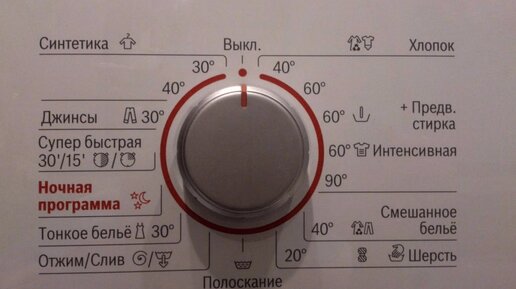 Выкл.
Синтетика 30° 40° Хлопок
40° 60°
Джинсы 30° 60° + Предв.
стирка
Супер быстрая
30'/15' 60° Интенсивная
90°
Ночная
программа
40° Смешанное
бельё
Тонкое бельё 30°
Отжим/Слив 20° Шерсть
Полоскание